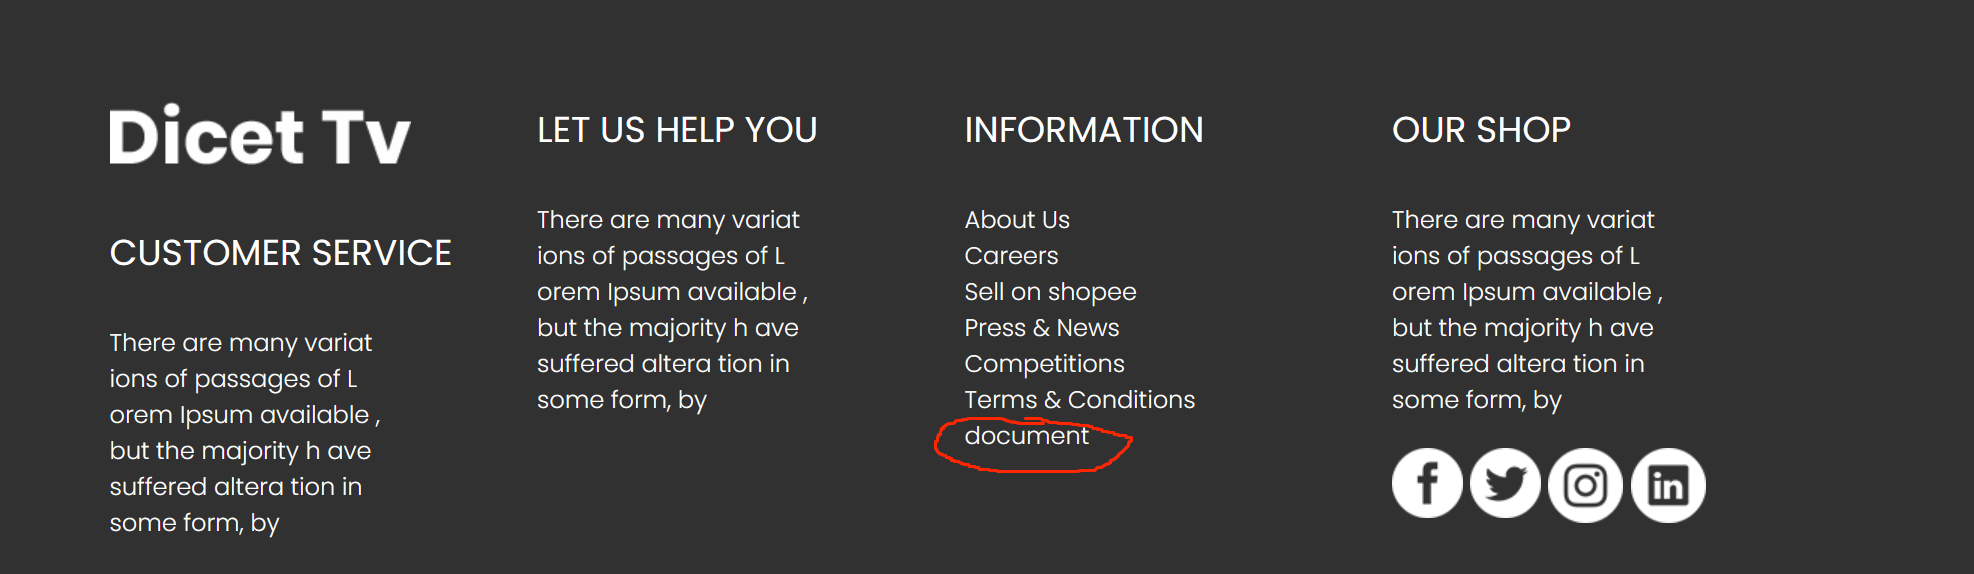 Dicet Tv
CUSTOMER SERVICE
There are many variat
ions of passages of L
orem Ipsum available ,
but the majority h ave
suffered altera tion in
some form, by
LET US HELP YOU
There are many variat
ions of passages of L
orem Ipsum available ,
but the majority h ave
suffered altera tion in
some form, by
INFORMATION
About Us
Careers
Sell on shopee
Press & News
Competitions
Terms & Conditions
document
OUR SHOP
There are many variat
ions of passages of L
orem Ipsum available ,
but the majority h ave
suffered altera tion in
some form, by